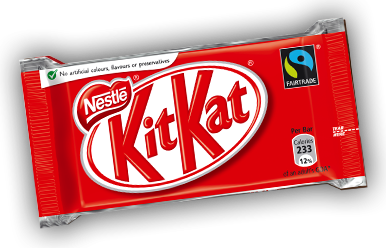 No artificial colours, flavours or preservatives
Nestlé®
KitKat®
FAIRTRADE
Calories
233
12%